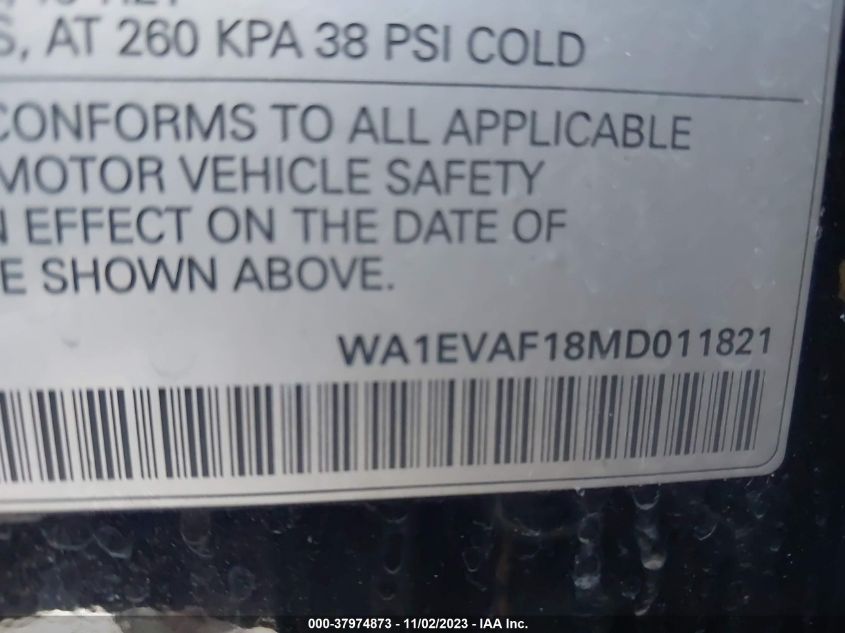 S, AT 260 KPA 38 PSI COLD
CONFORMS TO ALL APPLICABLE
MOTOR VEHICLE SAFETY
EFFECT ON THE DATE OF
E SHOWN ABOVE.
WA1EVAF18MD011821
000-37974873 - 11/02/2023 - IAA Inc.